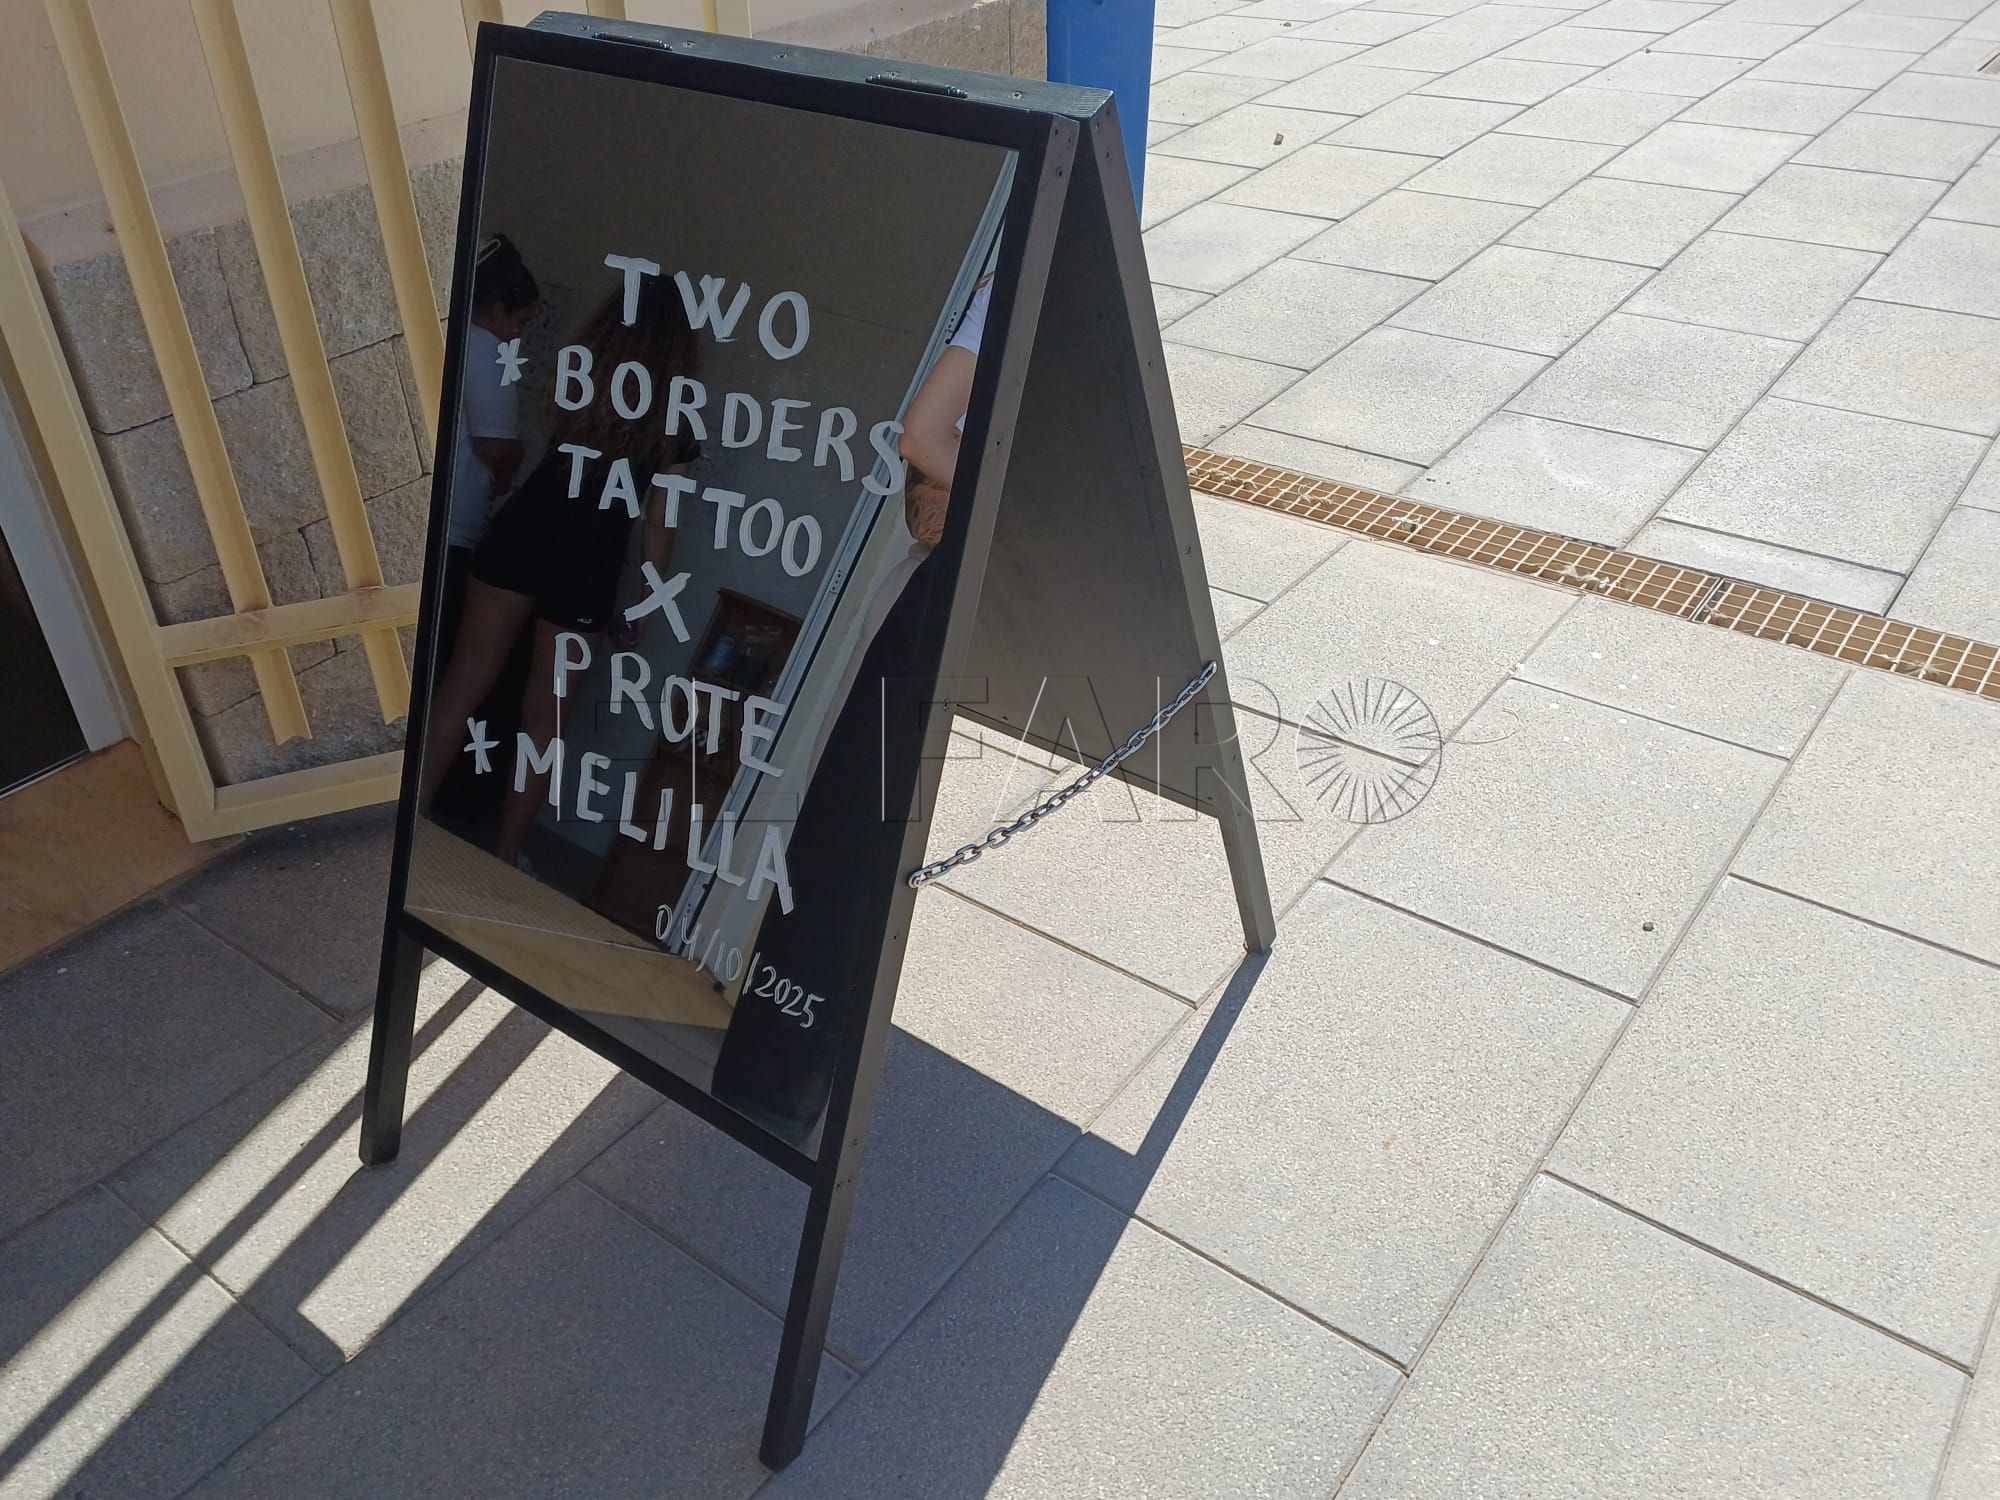 TWO
*BORDERS
TATTOO
X
PROTE
*MELILLA
04/10/2025
EL FARO